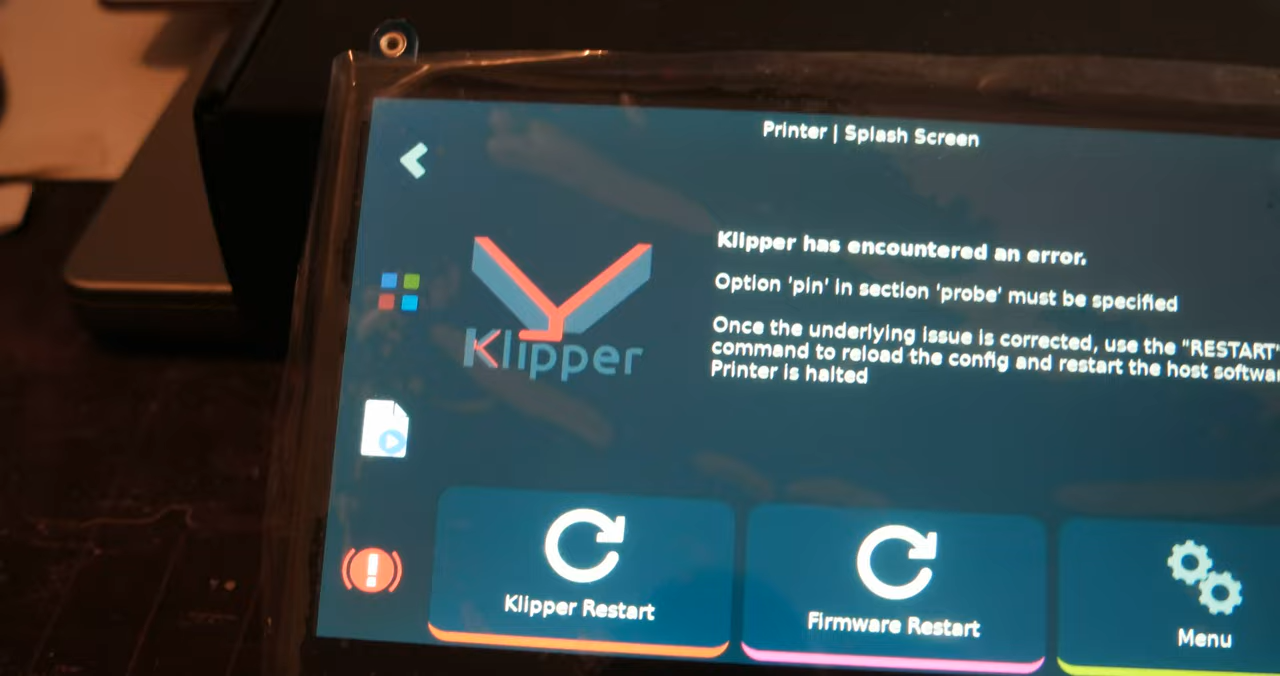 Printer | Splash Screen
Klipper has encountered an error.
Option 'pin' in section 'probe' must be specified
Once the underlying issue is corrected, use the "RESTART"
command to reload the config and restart the host
Printer is halted
Klipper
Klipper Restart
Firmware Restart
Menu